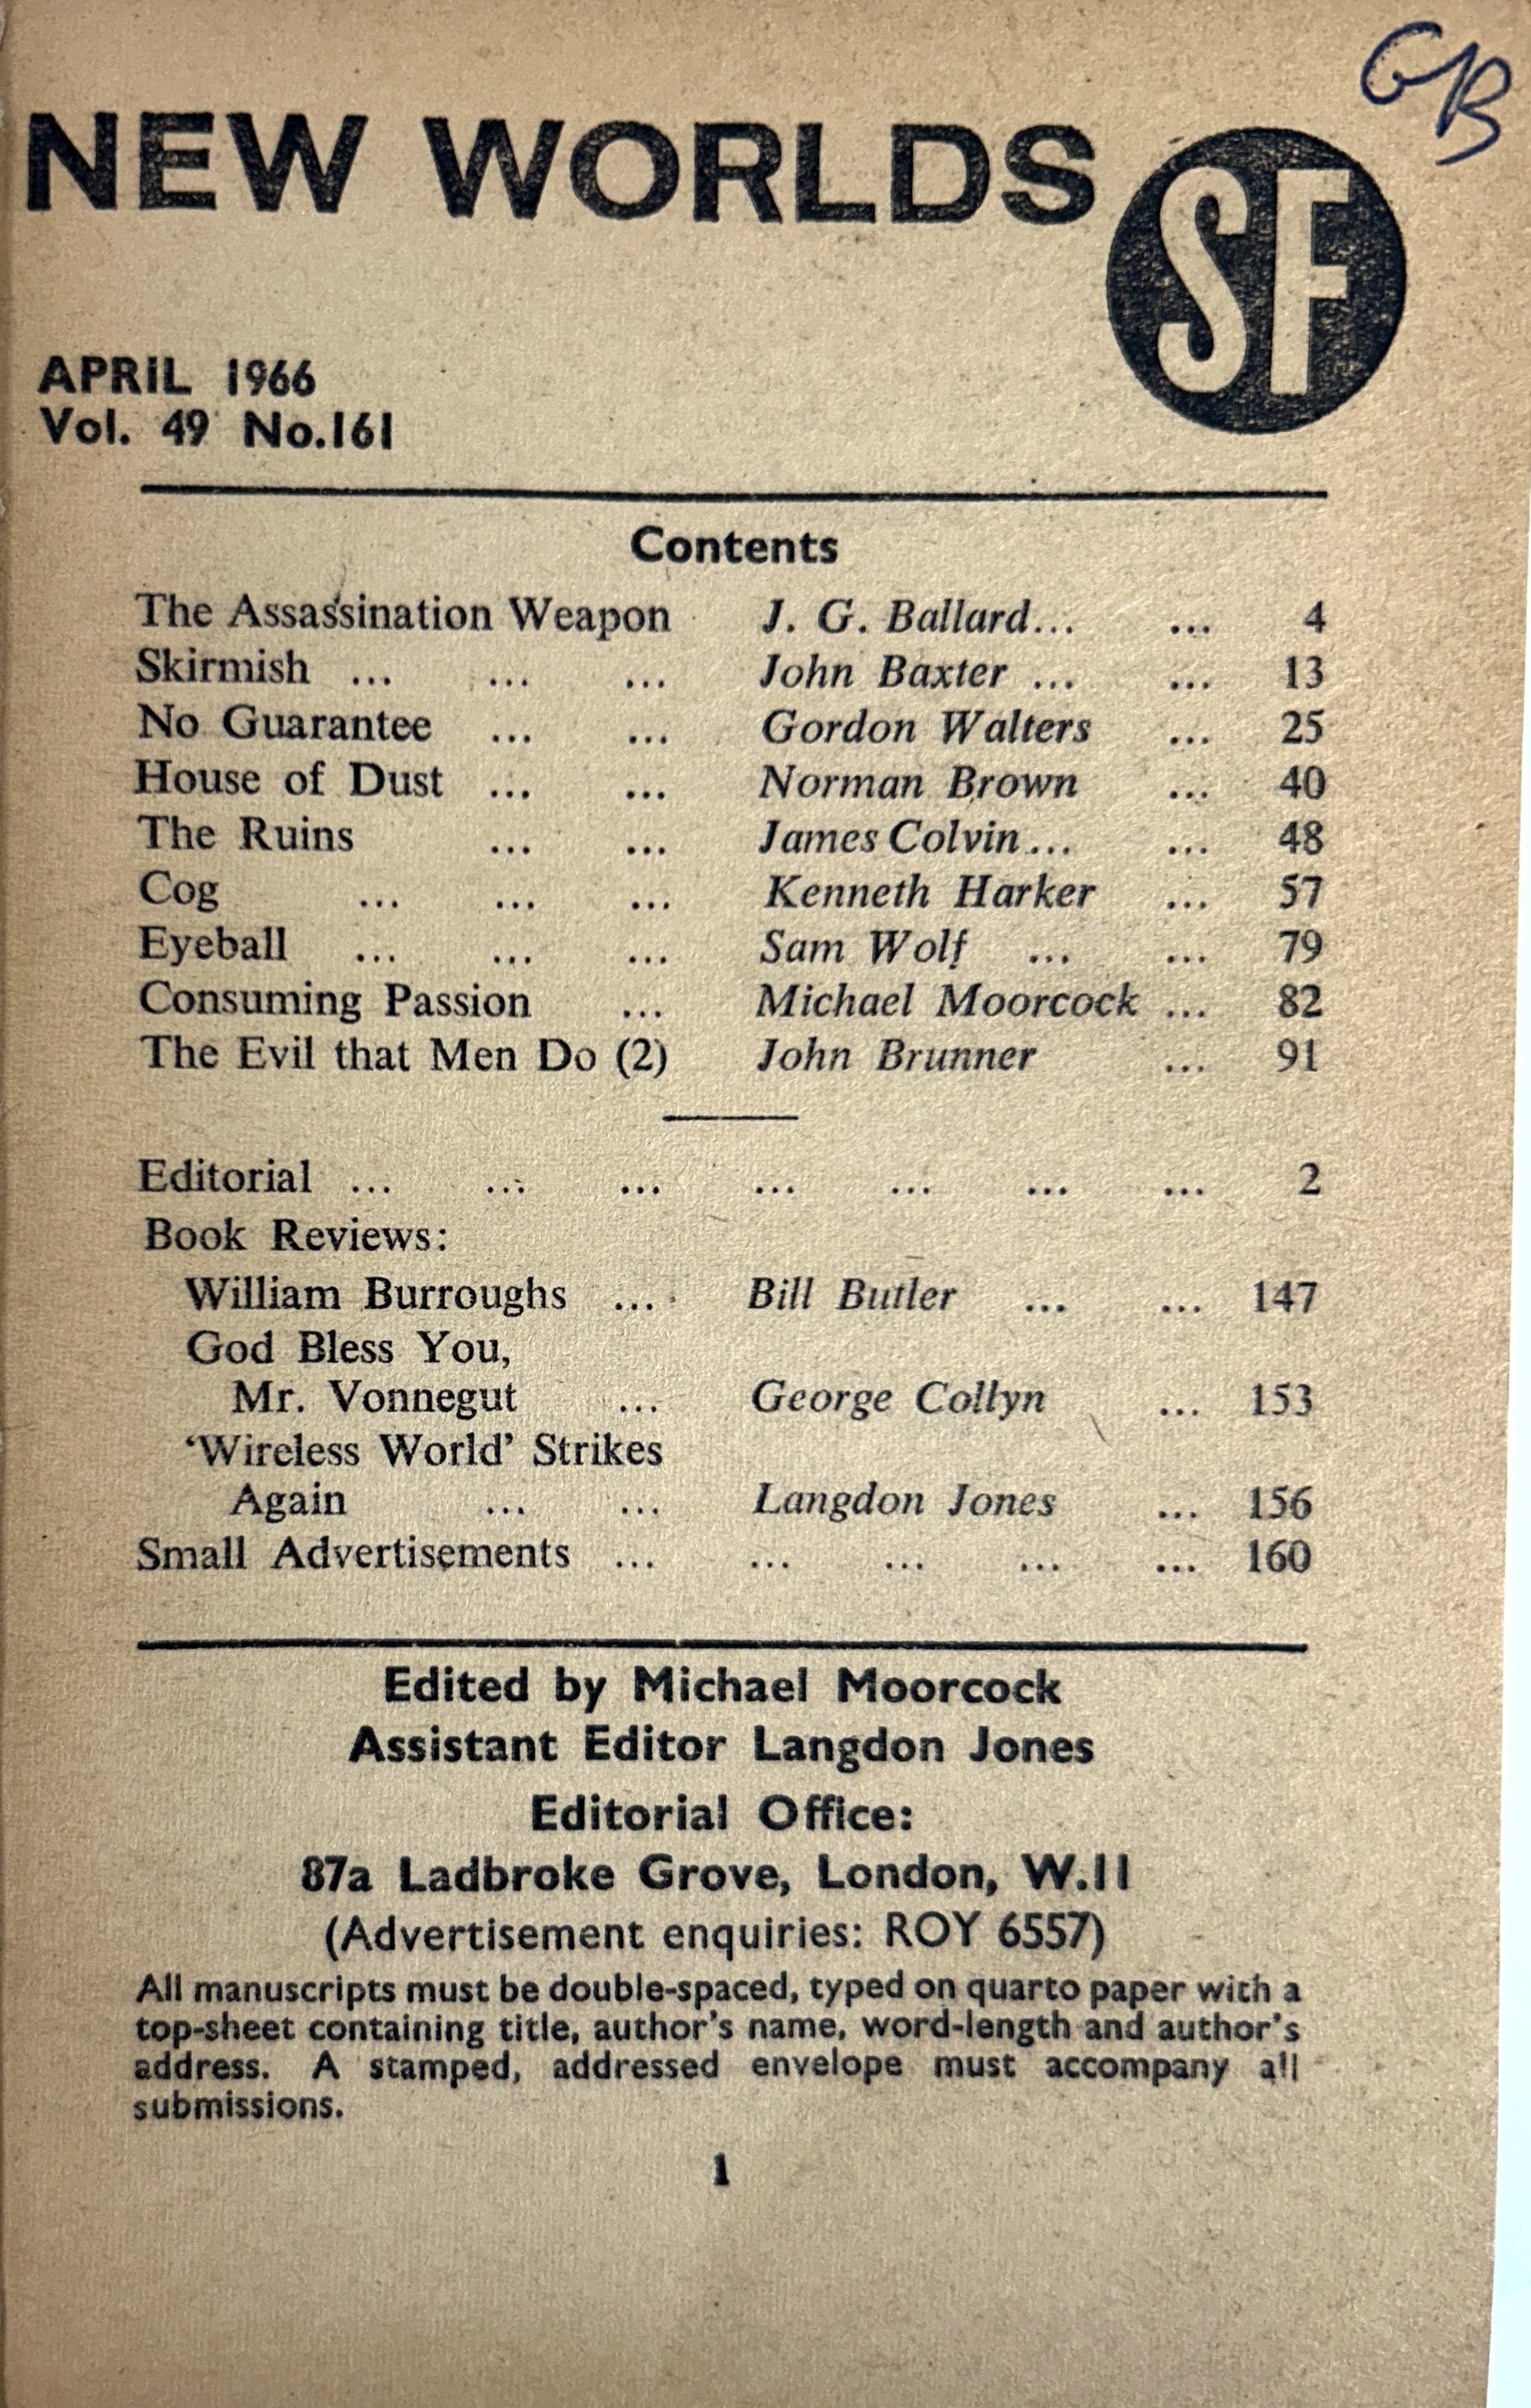 GB
NEW WORLDS SF
APRIL 1966
Vol. 49 No.161
Contents
The Assassination Weapon J. G. Ballard... ... 4
Skirmish ... ... ... John Baxter ... ... 13
No Guarantee ... ... Gordon Walters ... 25
House of Dust ... ... Norman Brown ... 40
The Ruins ... ... James Colvin... ... 48
Cog ... ... ... Kenneth Harker ... 57
Eyeball ... ... ... Sam Wolf ... ... 79
Consuming Passion ... Michael Moorcock ... 82
The Evil that Men Do (2) John Brunner ... 91
Editorial ... ... ... ... ... ... ... 2
Book Reviews:
William Burroughs ... Bill Butler ... ... 147
God Bless You,
Mr. Vonnegut ... George Collyn ... 153
‘Wireless World’ Strikes
Again ... ... Langdon Jones ... 156
Small Advertisements ... ... ... ... ... 160
Edited by Michael Moorcock
Assistant Editor Langdon Jones
Editorial Office:
87a Ladbroke Grove, London, W.11
(Advertisement enquiries: ROY 6557)
All manuscripts must be double-spaced, typed on quarto paper with a
top-sheet containing title, author's name, word-length and author's
address. A stamped, addressed envelope must accompany all
submissions.
1